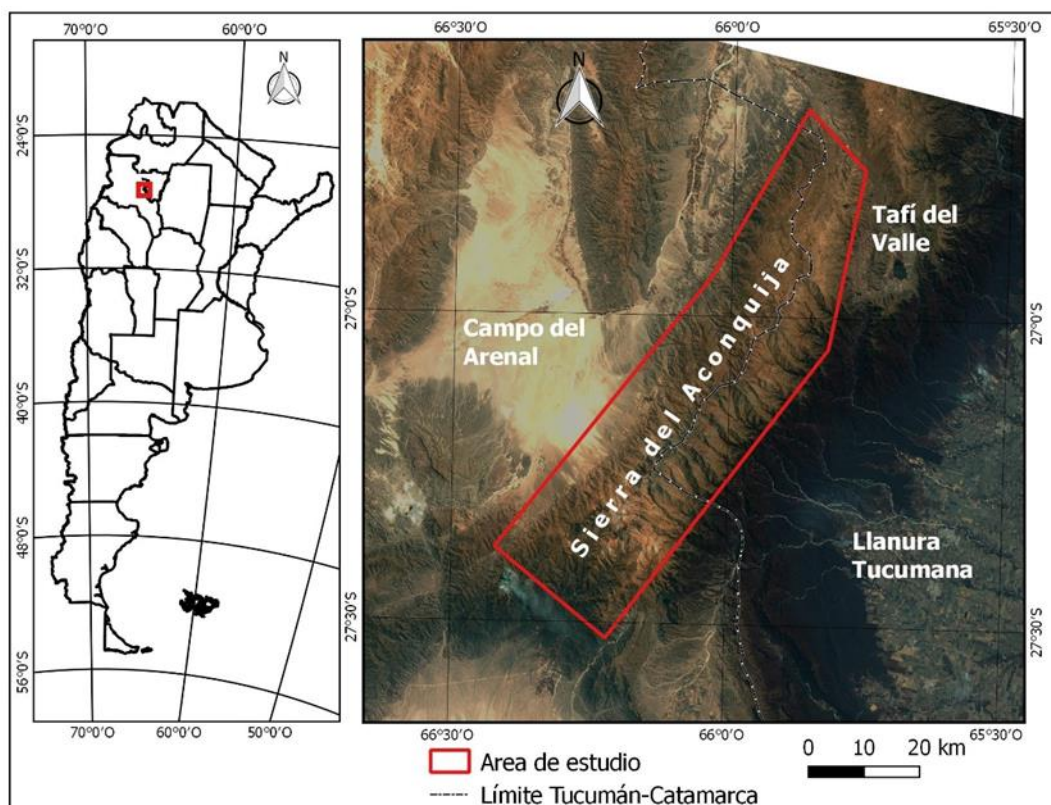 70°0'O
60°0'O
N
24°0'S
32°0'S
40°0'S
48°0'S
56°0'S
70°0'O
60°0'O
50°0'O
66°30'O
66°0'O
65°30'O
N
Tafí del
Valle
Campo del
Arenal
Sierra del Aconquija
Llanura
Tucumana
27°0'S
27°30'S
27°0'S
27°30'S
66°30'O
66°0'O
65°30'O
Area de estudio
Límite Tucumán-Catamarca
0 10 20 km